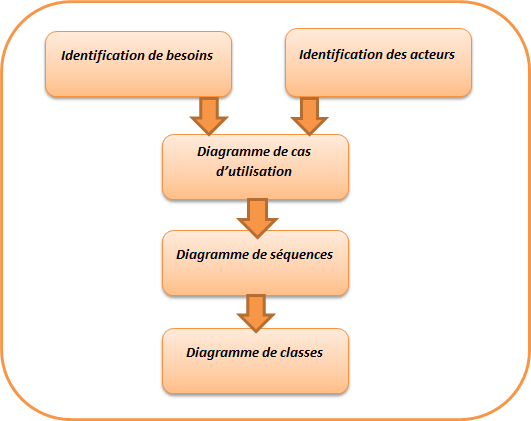 Identification de besoins
Identification des acteurs
Diagramme de cas
d’utilisation
Diagramme de séquences
Diagramme de classes